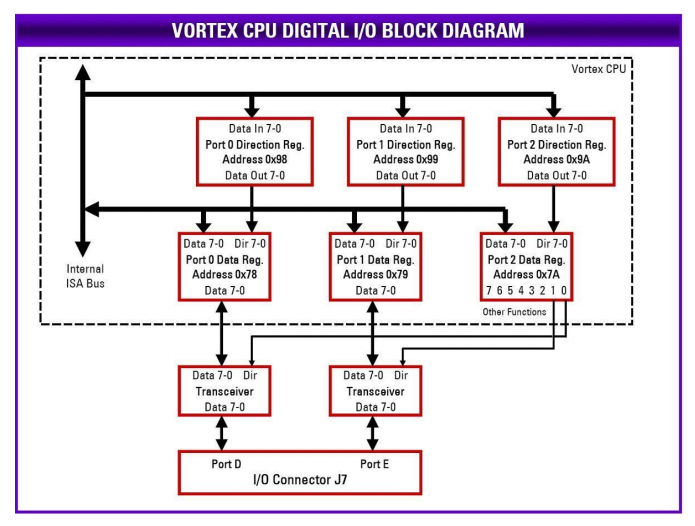 VORTEX CPU DIGITAL I/O BLOCK DIAGRAM
Vortex CPU
Data In 7-0
Port 0 Direction Reg.
Address 0x98
Data Out 7-0
Data In 7-0
Port 1 Direction Reg.
Address 0x99
Data Out 7-0
Data In 7-0
Port 2 Direction Reg.
Address 0x9A
Data Out 7-0
Internal
ISA Bus
Data 7-0 Dir 7-0
Port 0 Data Reg.
Address 0x78
Data 7-0
Data 7-0 Dir 7-0
Port 1 Data Reg.
Address 0x79
Data 7-0
Data 7-0 Dir 7-0
Port 2 Data Reg.
Address 0x7A
7 6 5 4 3 2 1 0
Other Functions
Data 7-0 Dir
Transceiver
Data 7-0
Data 7-0 Dir
Transceiver
Data 7-0
Port D
Port E
I/O Connector J7